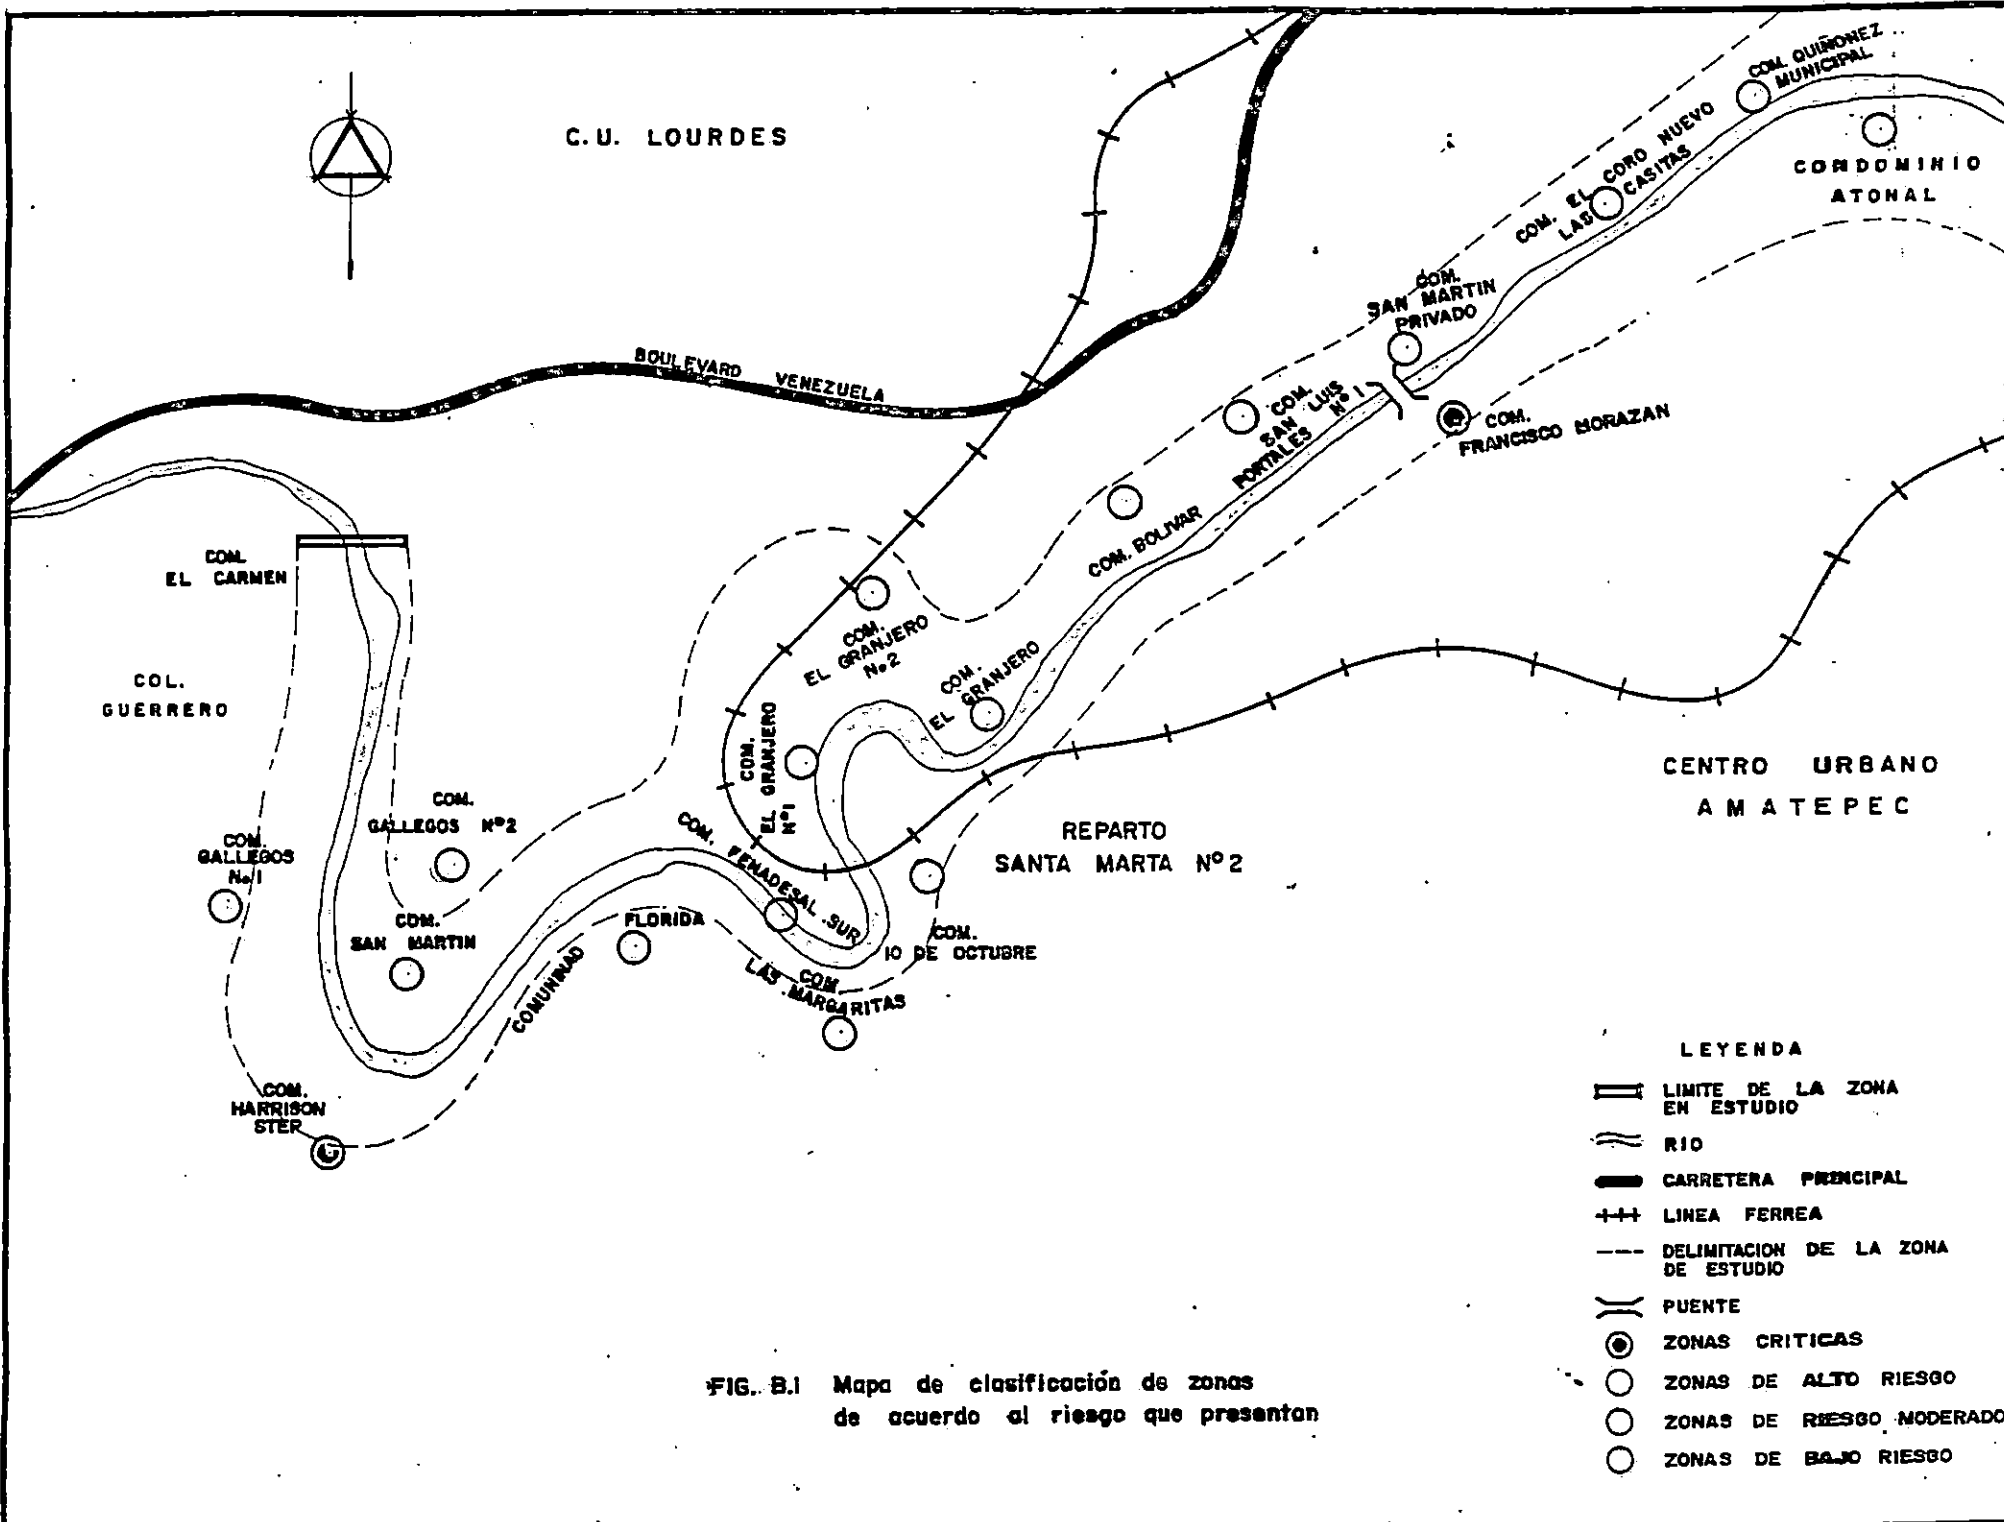 C.U. LOURDES
COM. QUIÑONEZ
MUNICIPAL
CONDOMINIO
ATONAL
COM. EL CORO NUEVO
LAS CASITAS
COM.
SAN MARTIN
PRIVADO
BOULEVARD VENEZUELA
COM.
SAN LUIS
PORTALES Nº 1
COM.
FRANCISCO MORAZAN
COM. BOLIVAR
COM.
EL CARMEN
COM.
EL GRANJERO
No 2
COM.
EL GRANJERO
COL.
GUERRERO
COM.
EL GRANJERO
Nº1
CENTRO URBANO
AMATEPEC
COM.
GALLEGOS Nº2
REPARTO
SANTA MARTA Nº 2
COM.
GALLEGOS
No 1
COM. FENADESAL SUR
COM.
SAN MARTIN
COMUNIDAD FLORIDA
COM.
10 DE OCTUBRE
COM.
LAS MARGARITAS
COM.
HARRISON
STER
LEYENDA
LIMITE DE LA ZONA
EN ESTUDIO
RIO
CARRETERA PRINCIPAL
LINEA FERREA
DELIMITACION DE LA ZONA
DE ESTUDIO
PUENTE
ZONAS CRITICAS
ZONAS DE ALTO RIESGO
ZONAS DE RIESGO MODERADO
ZONAS DE BAJO RIESGO
FIG. B.1 Mapa de clasificación de zonas
de acuerdo al riesgo que presentan